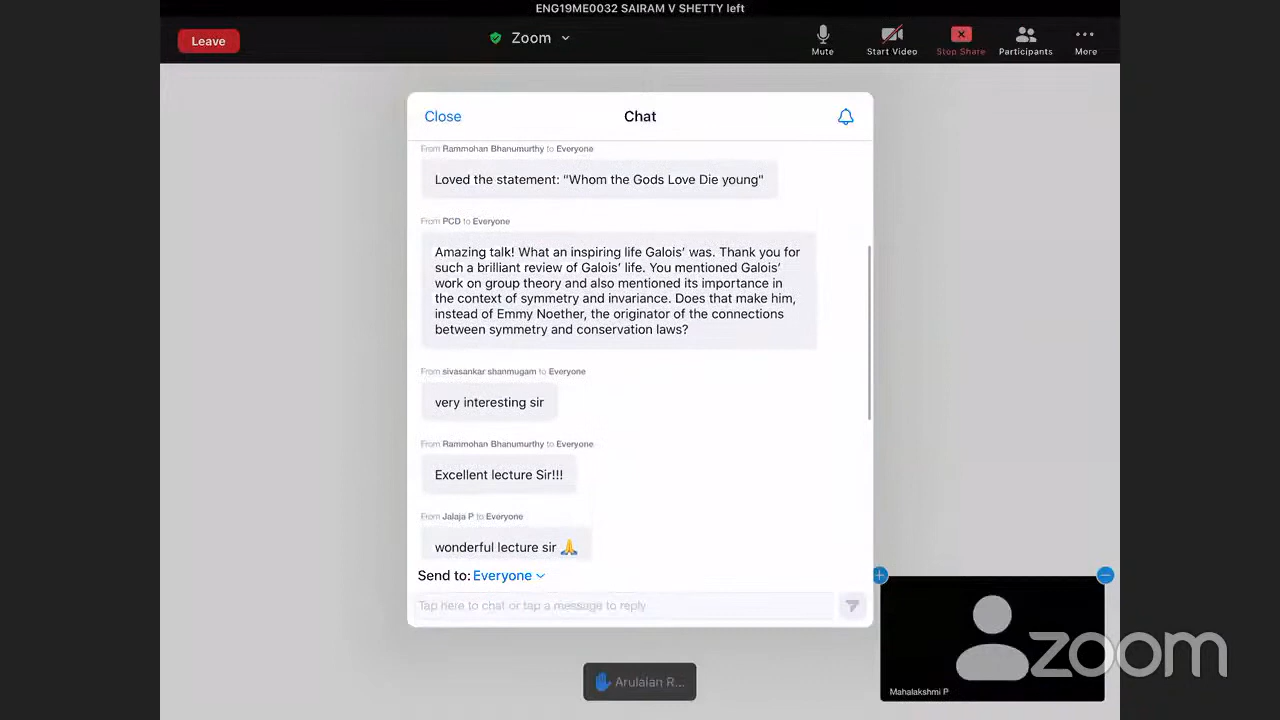 ENG19ME0032 SAIRAM V SHETTY left
Leave
Zoom
Mute
Start Video
Stop Share
Participants
More
Close
Chat
From Rammohan Bhanumurthy to Everyone
Loved the statement: "Whom the Gods Love Die young"
From PCD to Everyone
Amazing talk! What an inspiring life Galois' was. Thank you for
such a brilliant review of Galois' life. You mentioned Galois'
work on group theory and also mentioned its importance in
the context of symmetry and invariance. Does that make him,
instead of Emmy Noether, the originator of the connections
between symmetry and conservation laws?
From sivasankar shanmugam to Everyone
very interesting sir
From Rammohan Bhanumurthy to Everyone
Excellent lecture Sir!!!
From Jalaja P to Everyone
wonderful lecture sir 🙏
Send to: Everyone
Tap here to chat or tap a message to reply
Arulalan R...
Mahalakshmi P
zoom